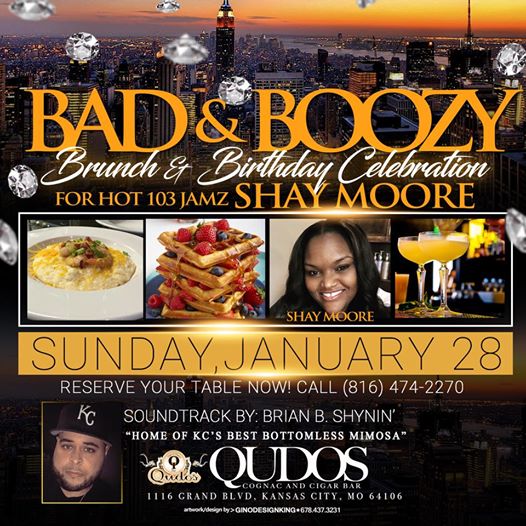 BAD & BOOZY
Brunch & Birthday Celebration
FOR HOT 103 JAMZ SHAY MOORE
SHAY MOORE
SUNDAY, JANUARY 28
RESERVE YOUR TABLE NOW! CALL (816) 474-2270
KC
SOUNDTRACK BY: BRIAN B. SHYNIN'
"HOME OF KC'S BEST BOTTOMLESS MIMOSA"
Qudos
QUDOS
COGNAC AND CIGAR BAR
1116 GRAND BLVD, KANSAS CITY, MO 64106
artwork/design by > GINODESIGNKING • 678.437.3231